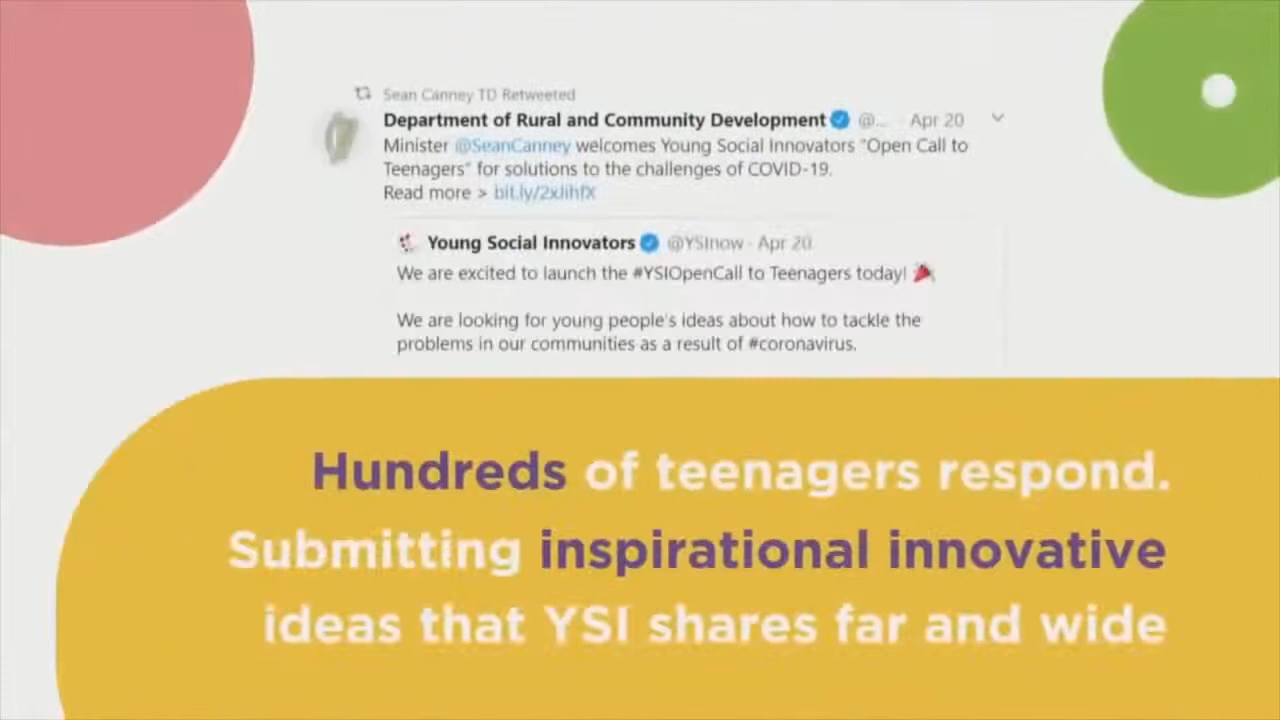 Sean Canney TD Retweeted
Department of Rural and Community Development @... · Apr 20
Minister @SeanCanney welcomes Young Social Innovators "Open Call to
Teenagers" for solutions to the challenges of COVID-19.
Read more > bit.ly/2xJihfX
Young Social Innovators @YSInow · Apr 20
We are excited to launch the #YSIOpenCall to Teenagers today!
We are looking for young people's ideas about how to tackle the
problems in our communities as a result of #coronavirus.
Hundreds of teenagers respond.
Submitting inspirational innovative
ideas that YSI shares far and wide